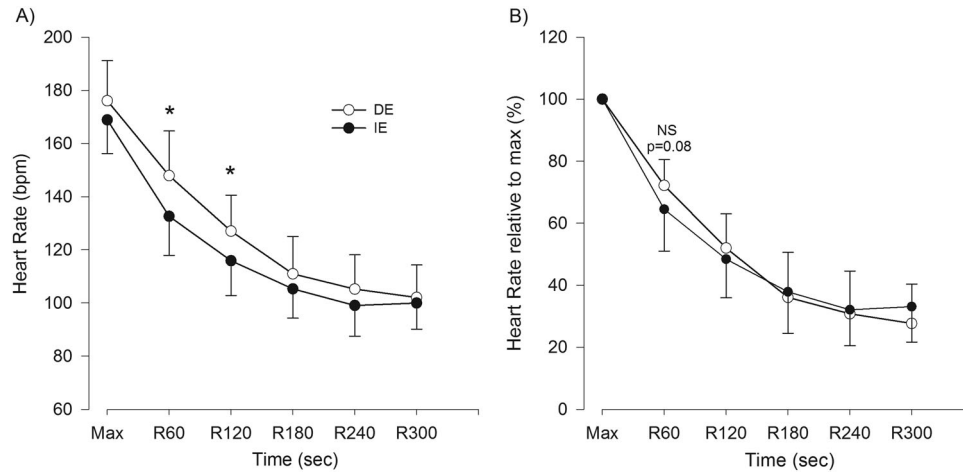 A)
200
180
160
140
120
100
80
60
Heart Rate (bpm)
*
*
DE
IE
Max R60 R120 R180 R240 R300
Time (sec)
B)
120
100
80
60
40
20
0
Heart Rate relative to max (%)
NS
p=0.08
Max R60 R120 R180 R240 R300
Time (sec)